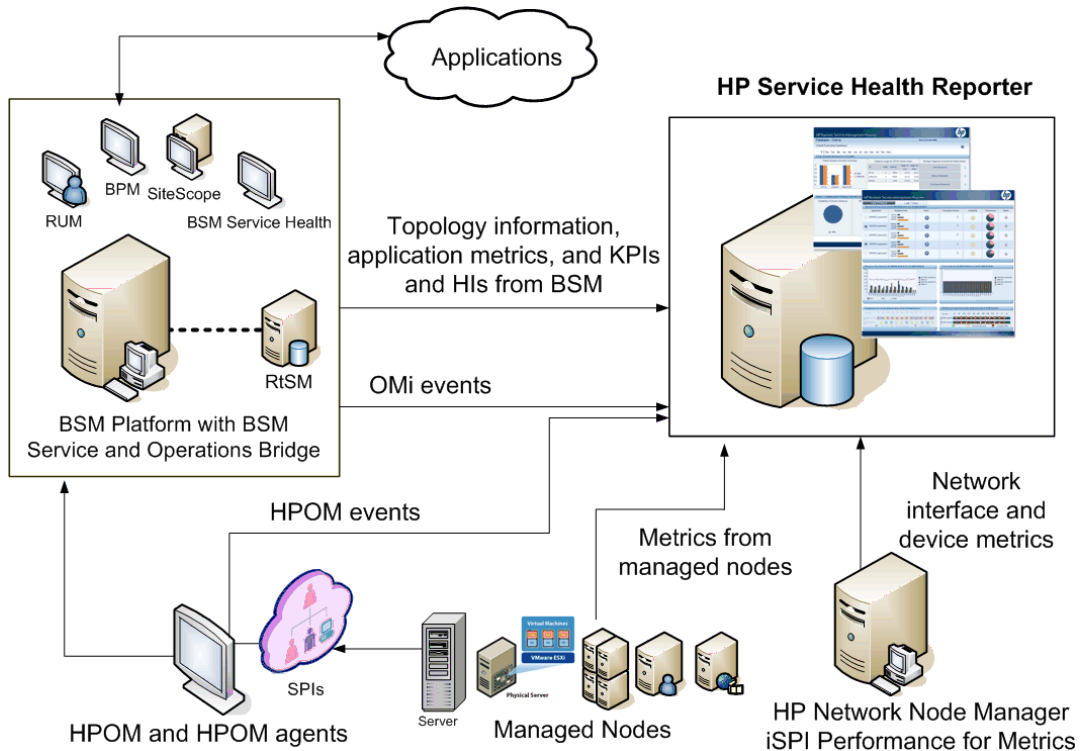 Applications
HP Service Health Reporter
BPM
SiteScope
RUM
BSM Service Health
Topology information,
application metrics, and KPIs
and HIs from BSM
RtSM
OMi events
BSM Platform with BSM
Service and Operations Bridge
HPOM events
Network
interface and
device metrics
Metrics from
managed nodes
Virtual Machines
VMware ESXi
Physical Server
SPIs
Server
Managed Nodes
HPOM and HPOM agents
HP Network Node Manager
iSPI Performance for Metrics